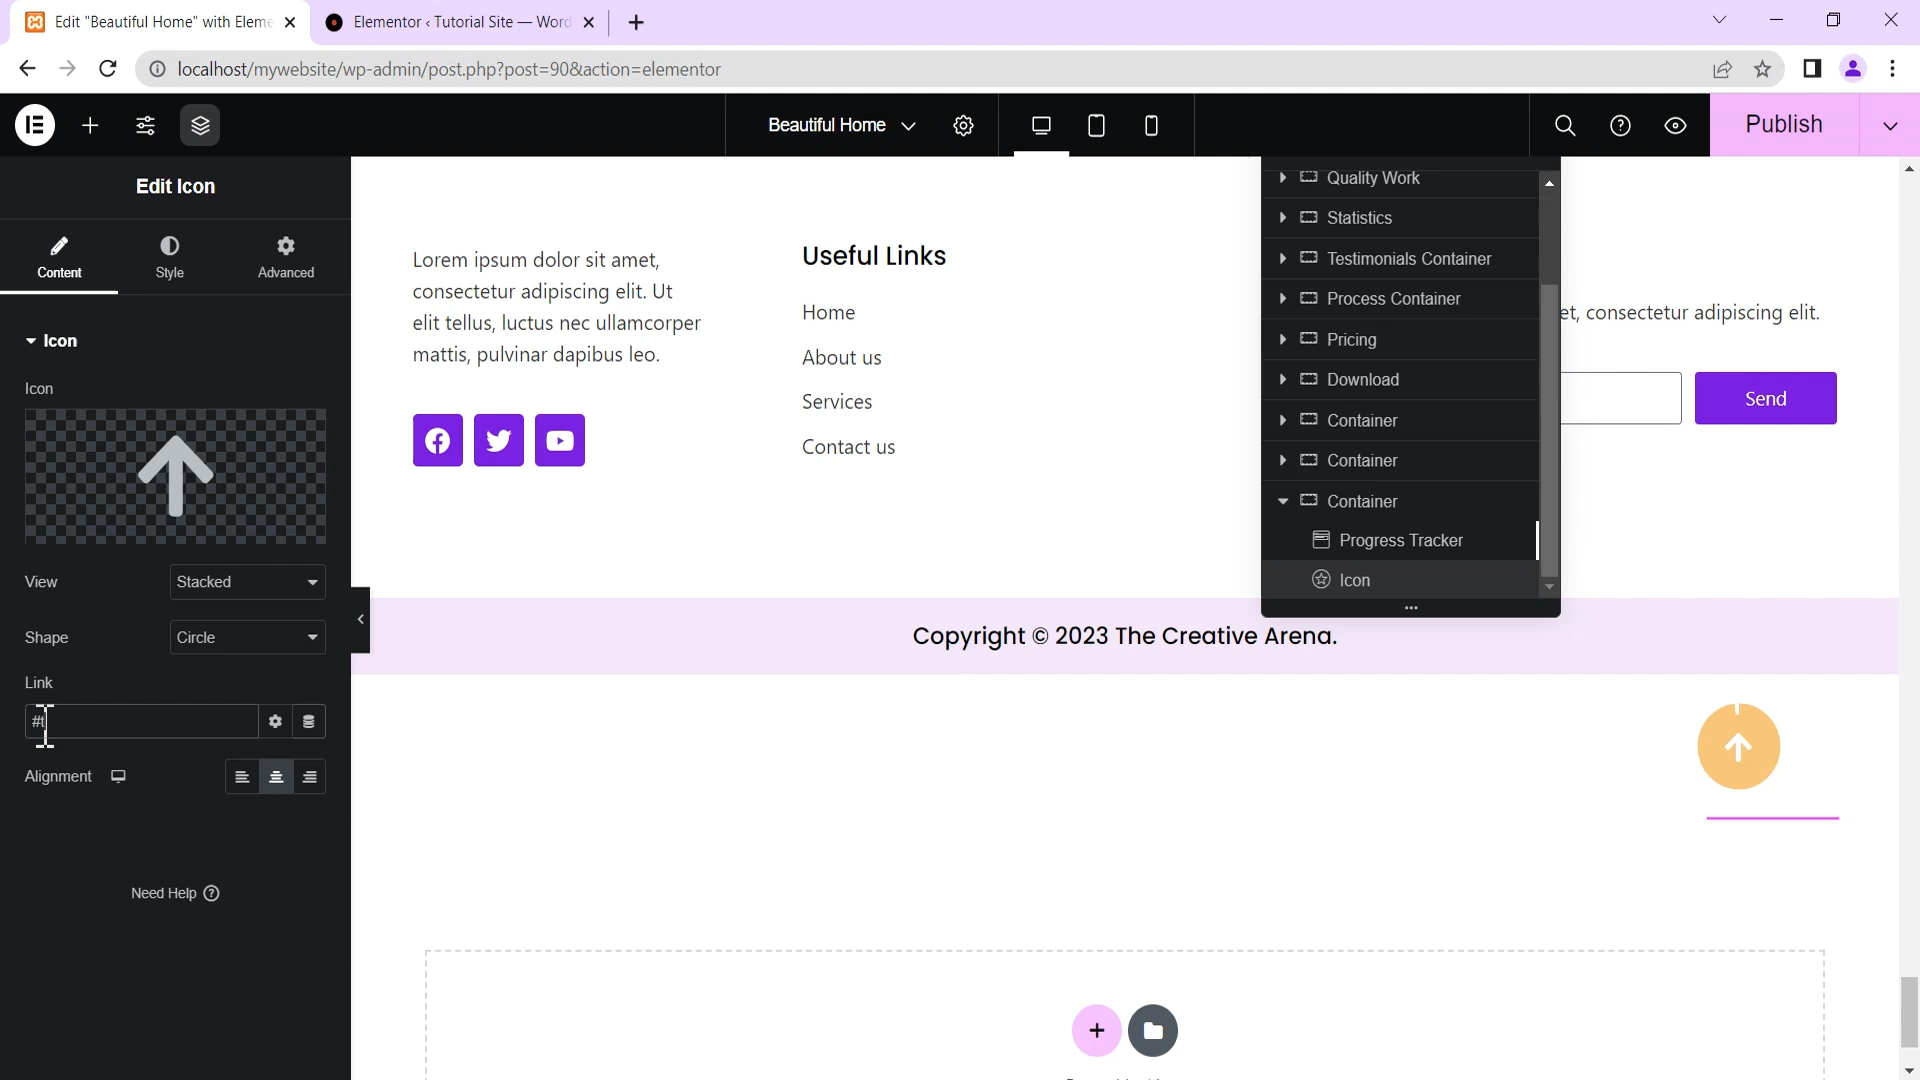 Edit "Beautiful Home" with Eleme
Elementor ‹ Tutorial Site — Word
localhost/mywebsite/wp-admin/post.php?post=90&action=elementor
Beautiful Home
Publish
Edit Icon
Content
Style
Advanced
Icon
Icon
View
Stacked
Shape
Circle
Link
#t
Alignment
Need Help
Lorem ipsum dolor sit amet,
consectetur adipiscing elit. Ut
elit tellus, luctus nec ullamcorper
mattis, pulvinar dapibus leo.
Useful Links
Home
About us
Services
Contact us
Quality Work
Statistics
Testimonials Container
Process Container
Pricing
Download
Container
Container
Container
Progress Tracker
Icon
et, consectetur adipiscing elit.
Send
Copyright © 2023 The Creative Arena.